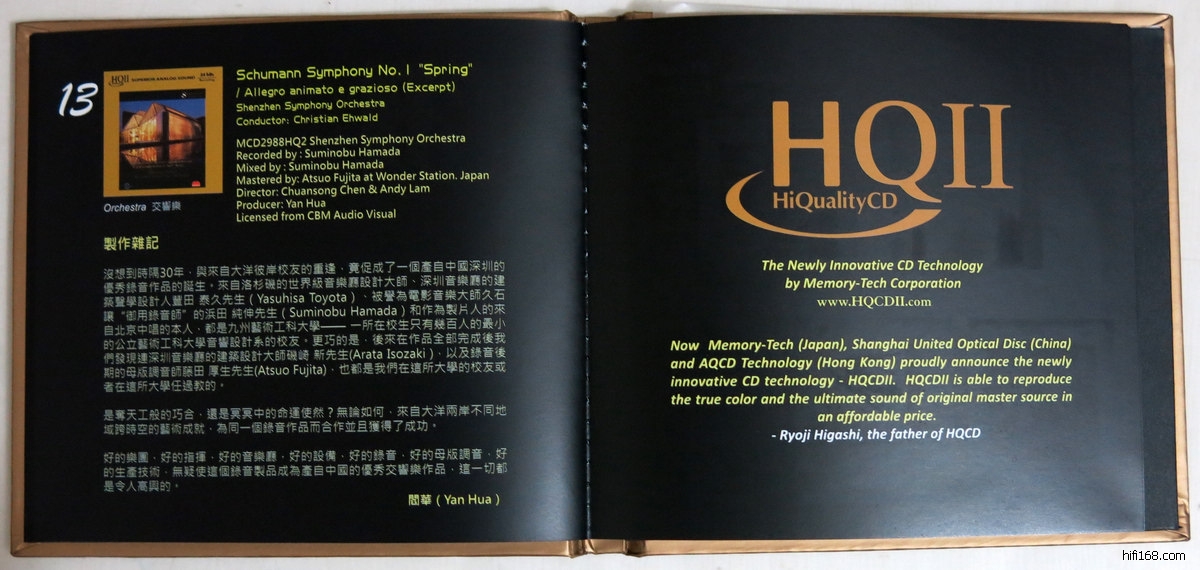 13
HQII SUPERIOR ANALOG SOUND
Schumann Symphony No.1 "Spring"
/ Allegro animato e grazioso (Excerpt)
Shenzhen Symphony Orchestra
Conductor: Christian Ehwald
MCD2988HQ2 Shenzhen Symphony Orchestra
Recorded by : Suminobu Hamada
Mixed by : Suminobu Hamada
Mastered by: Atsuo Fujita at Wonder Station. Japan
Director: Chuansong Chen & Andy Lam
Producer: Yan Hua
Licensed from CBM Audio Visual
Orchestra 交響樂
製作雜記
沒想到時隔30年，與來自大洋彼岸校友的重逢，竟促成了一個產自中國深圳的
優秀錄音作品的誕生。來自洛杉磯的世界級音樂廳設計大師、深圳音樂廳的建
築聲學設計人豐田 泰久先生 ( Yasuhisa Toyota ) 、被譽為電影音樂大師久石
讓“御用錄音師”的浜田 純伸先生 ( Suminobu Hamada ) 和作為製片人的來
自北京中唱的本人，都是九州藝術工科大學—— 一所在校生只有幾百人的最小
的公立藝術工科大學音響設計系的校友。更巧的是，後來在作品全部完成後我
們發現連深圳音樂廳的建築設計大師磯崎 新先生(Arata Isozaki )，以及錄音後
期的母版調音師藤田 厚生先生(Atsuo Fujita)，也都是我們在這所大學的校友或
者在這所大學任過教的。
是奪天工般的巧合，還是冥冥中的命運使然？無論如何，來自大洋兩岸不同地
域跨時空的藝術成就，為同一個錄音作品而合作並且獲得了成功。
好的樂團，好的指揮，好的音樂廳，好的設備，好的錄音，好的母版調音，好
的生產技術，無疑使這個錄音製品成為產自中國的優秀交響樂作品，這一切都
是令人高興的。
閻華 ( Yan Hua )
HQII
HiQualityCD
The Newly Innovative CD Technology
by Memory-Tech Corporation
www.HQCDII.com
Now Memory-Tech (Japan), Shanghai United Optical Disc (China)
and AQCD Technology (Hong Kong) proudly announce the newly
innovative CD technology - HQCDII. HQCDII is able to reproduce
the true color and the ultimate sound of original master source in
an affordable price.
- Ryoji Higashi, the father of HQCD
hifi168.com